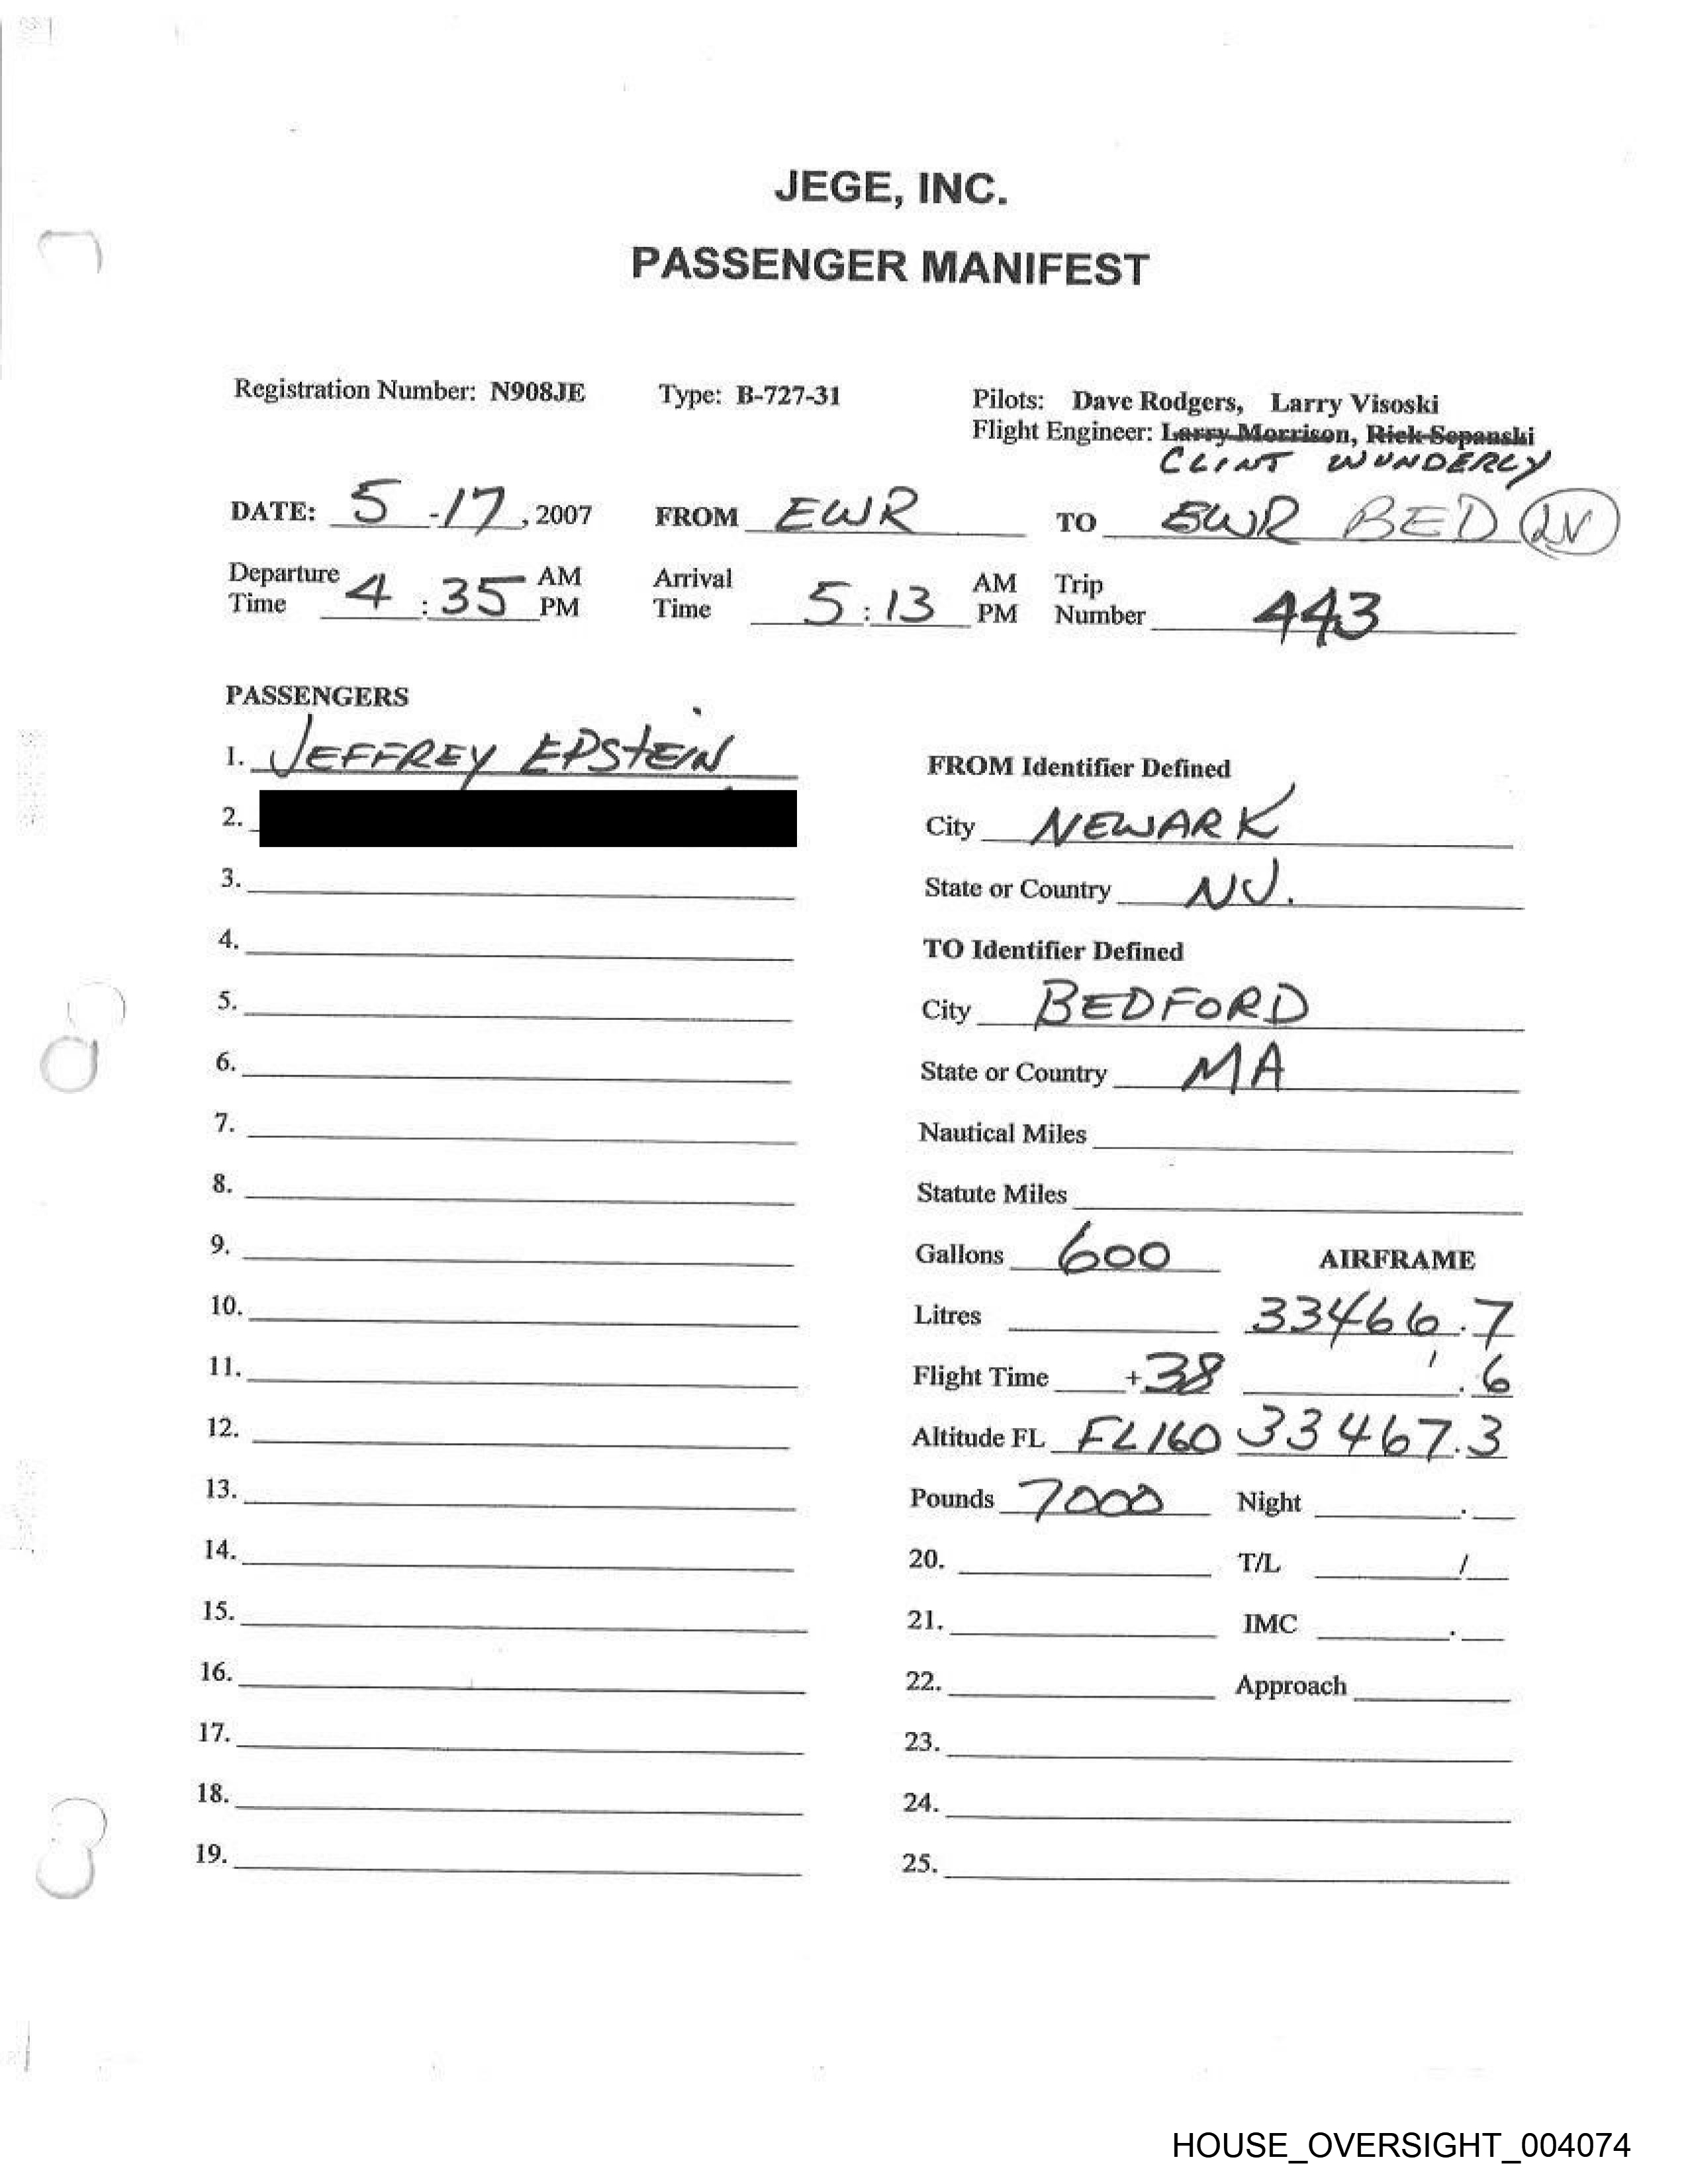 JEGE, INC.
PASSENGER MANIFEST
Registration Number: N908JE Type: B-727-31 Pilots: Dave Rodgers, Larry Visoski
Flight Engineer: Larry Morrison, Rick Sopanski
CLINT WUNDERLY
DATE: 5 -17, 2007 FROM EWR TO EWR BED LV
Departure Time 4 : 35 AM PM Arrival Time 5 : 13 AM PM Trip Number 443
PASSENGERS
1. JEFFREY EPSTEIN
FROM Identifier Defined
2.
City NEWARK
3.
State or Country NJ.
4.
TO Identifier Defined
5.
City BEDFORD
6.
State or Country MA
7.
Nautical Miles
8.
Statute Miles
9.
Gallons 600 AIRFRAME
10.
Litres 33466.7
11.
Flight Time +38 .6
12.
Altitude FL FL160 33467.3
13.
Pounds 7000 Night .
14.
20. T/L /
15.
21. IMC .
16.
22. Approach
17.
23.
18.
24.
19.
25.
HOUSE_OVERSIGHT_004074